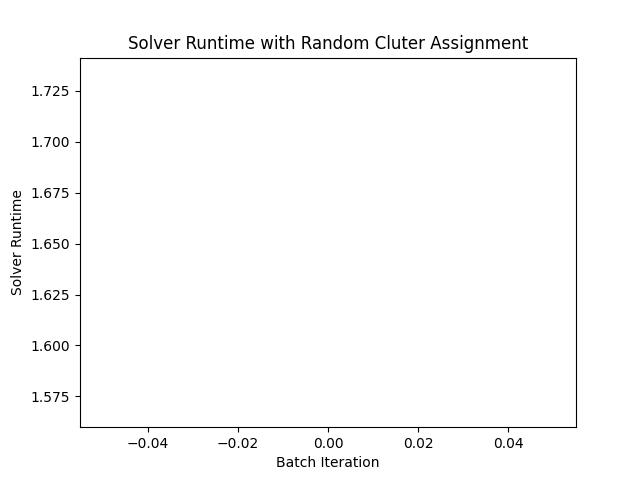 Solver Runtime with Random Cluter Assignment
1.725
1.700
1.675
1.650
1.625
1.600
1.575
Solver Runtime
−0.04 −0.02 0.00 0.02 0.04
Batch Iteration